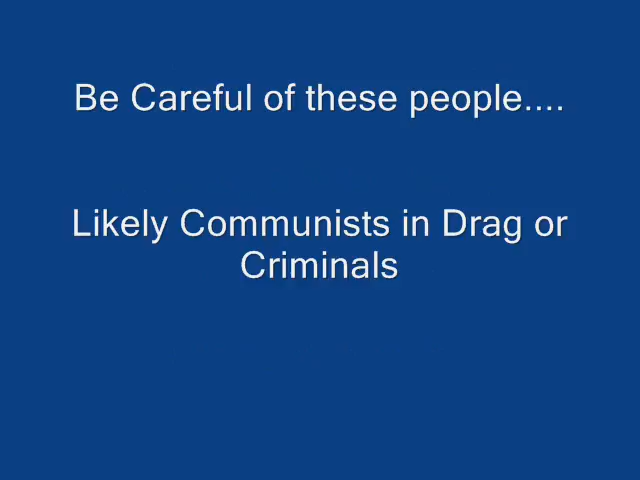 Be Careful of these people....
Likely Communists in Drag or
Criminals